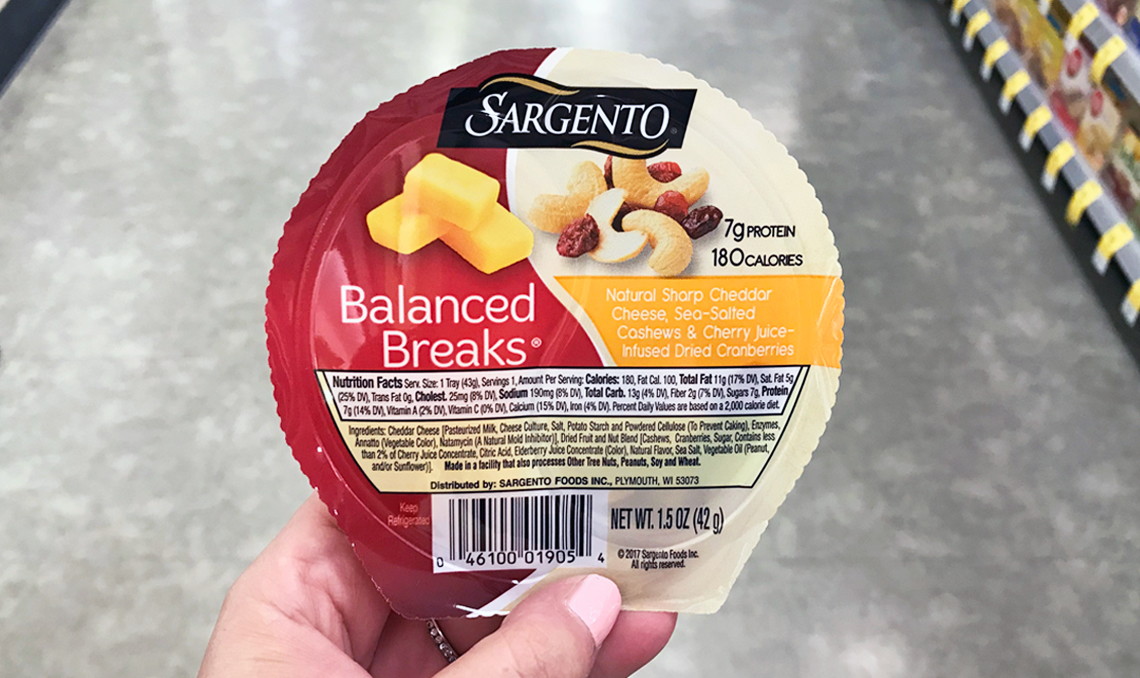 SARGENTO®
7g PROTEIN
180 CALORIES
Balanced
Breaks®
Natural Sharp Cheddar
Cheese, Sea-Salted
Cashews & Cherry Juice-
Infused Dried Cranberries
Nutrition Facts Serv. Size: 1 Tray (43g), Servings 1, Amount Per Serving: Calories: 180, Fat Cal. 100, Total Fat 11g (17% DV), Sat. Fat 5g
(25% DV), Trans Fat 0g, Cholest. 25mg (8% DV), Sodium 190mg (8% DV), Total Carb. 13g (4% DV), Fiber 2g (7% DV), Sugars 7g, Protein
7g (14% DV), Vitamin A (2% DV), Vitamin C (0% DV), Calcium (15% DV), Iron (4% DV). Percent Daily Values are based on a 2,000 calorie diet.
Ingredients: Cheddar Cheese [Pasteurized Milk, Cheese Culture, Salt, Potato Starch and Powdered Cellulose (To Prevent Caking), Enzymes,
Annatto (Vegetable Color), Natamycin (A Natural Mold Inhibitor)], Dried Fruit and Nut Blend [Cashews, Cranberries, Sugar, Contains less
than 2% of Cherry Juice Concentrate, Citric Acid, Elderberry Juice Concentrate (Color), Natural Flavor, Sea Salt, Vegetable Oil (Peanut,
and/or Sunflower)]. Made in a facility that also processes Other Tree Nuts, Peanuts, Soy and Wheat.
Distributed by: SARGENTO FOODS INC., PLYMOUTH, WI 53073
Keep
Refrigerated
0 46100 01905 4
NET WT. 1.5 OZ (42 g)
© 2017 Sargento Foods Inc.
All rights reserved.